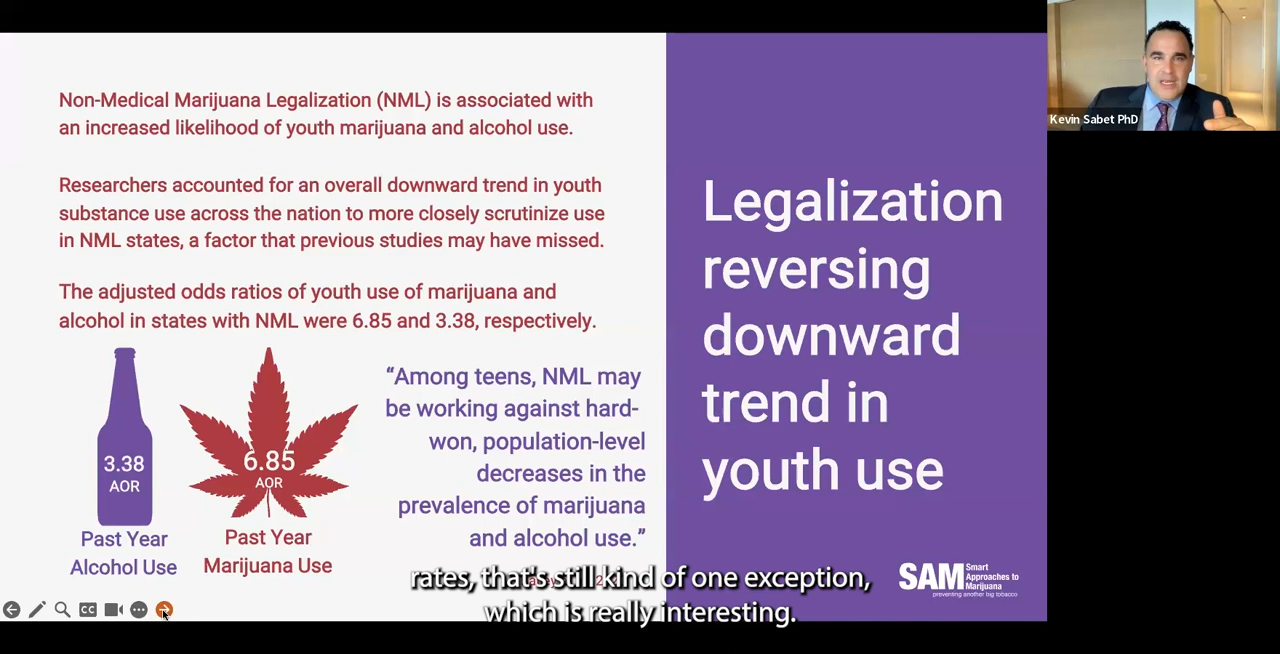 Non-Medical Marijuana Legalization (NML) is associated with
an increased likelihood of youth marijuana and alcohol use.
Researchers accounted for an overall downward trend in youth
substance use across the nation to more closely scrutinize use
in NML states, a factor that previous studies may have missed.
The adjusted odds ratios of youth use of marijuana and
alcohol in states with NML were 6.85 and 3.38, respectively.
3.38
AOR
Past Year
Alcohol Use
6.85
AOR
Past Year
Marijuana Use
“Among teens, NML may
be working against hard-
won, population-level
decreases in the
prevalence of marijuana
and alcohol use.”
Legalization
reversing
downward
trend in
youth use
SAM
Smart
Approaches to
Marijuana
preventing another big tobacco
Kevin Sabet PhD
CC
rates, that's still kind of one exception,
which is really interesting.